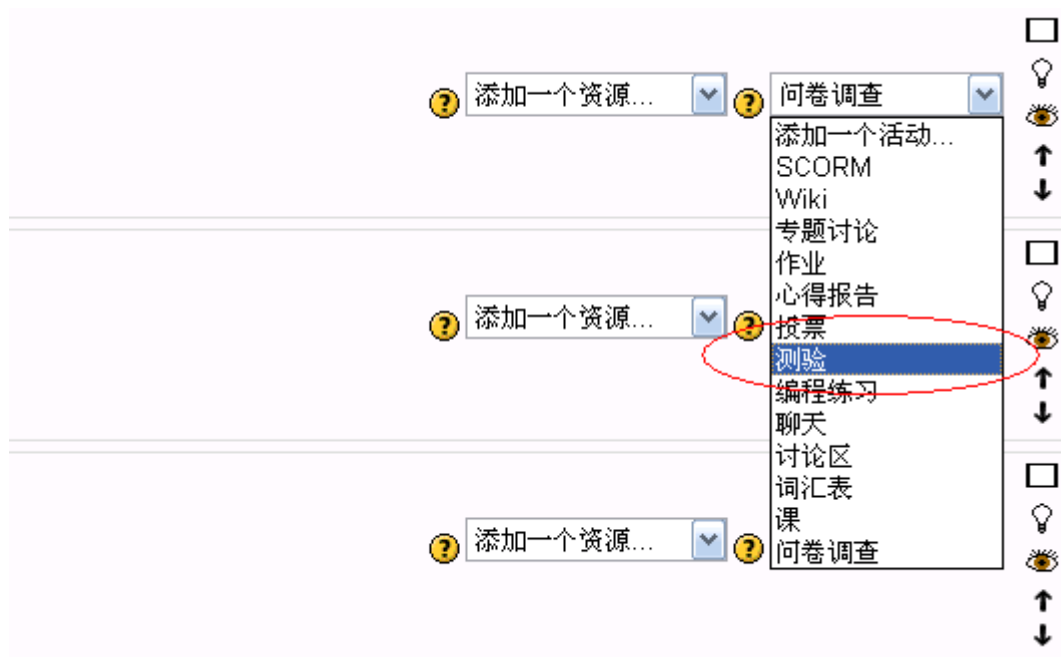 添加一个资源... 问卷调查
添加一个活动...
SCORM
Wiki
专题讨论
作业
心得报告
添加一个资源...
投票
测验
编程练习
聊天
讨论区
词汇表
课
添加一个资源...
问卷调查